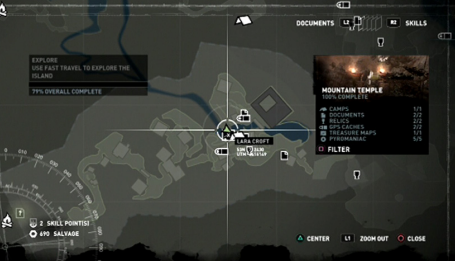 DOCUMENTS L2 R2 SKILLS
EXPLORE
USE FAST TRAVEL TO EXPLORE THE
ISLAND
79% OVERALL COMPLETE
MOUNTAIN TEMPLE
100% COMPLETE
CAMPS 1/1
DOCUMENTS 2/2
RELICS 2/2
GPS CACHES 2/2
TREASURE MAPS 1/1
PYROMANIAC 5/5
FILTER
LARA CROFT
2 SKILL POINT(S)
690 SALVAGE
CENTER L1 ZOOM OUT CLOSE